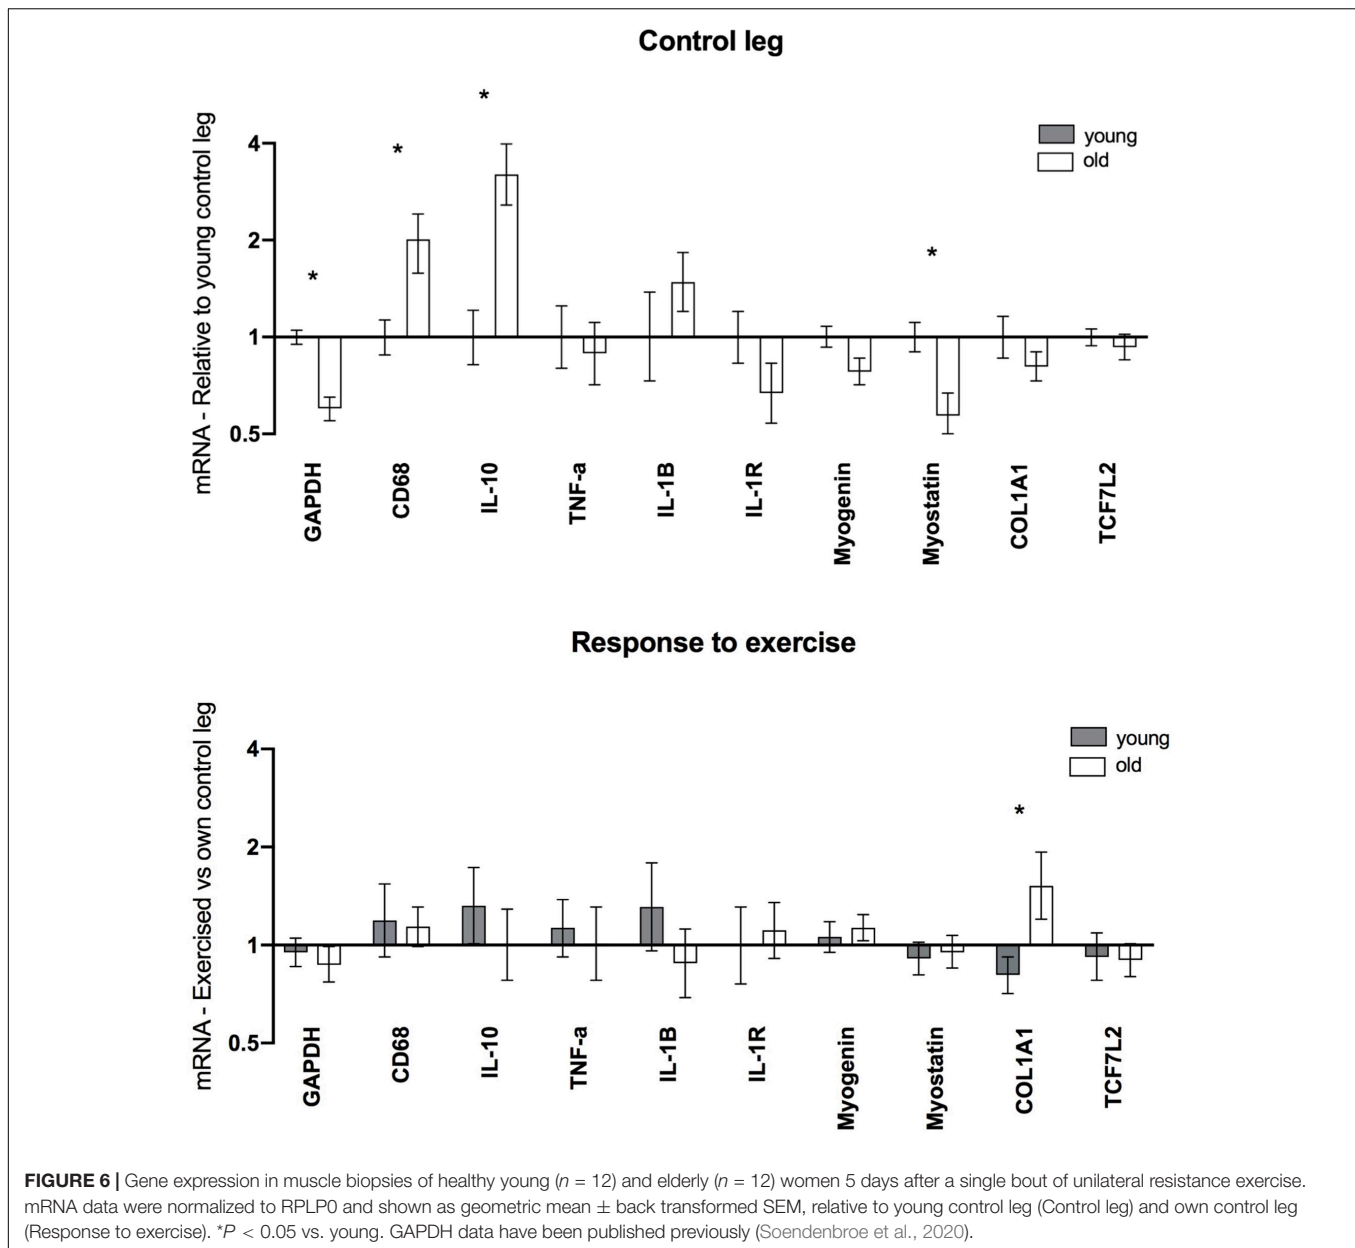 Control leg
mRNA - Relative to young control leg
4
2
1
0.5
*
*
*
*
young
old
GAPDH
CD68
IL-10
TNF-a
IL-1B
IL-1R
Myogenin
Myostatin
COL1A1
TCF7L2
Response to exercise
mRNA - Exercised vs own control leg
4
2
1
0.5
*
young
old
GAPDH
CD68
IL-10
TNF-a
IL-1B
IL-1R
Myogenin
Myostatin
COL1A1
TCF7L2
FIGURE 6 | Gene expression in muscle biopsies of healthy young (n = 12) and elderly (n = 12) women 5 days after a single bout of unilateral resistance exercise.
mRNA data were normalized to RPLP0 and shown as geometric mean ± back transformed SEM, relative to young control leg (Control leg) and own control leg
(Response to exercise). *P < 0.05 vs. young. GAPDH data have been published previously (Soendenbroe et al., 2020).